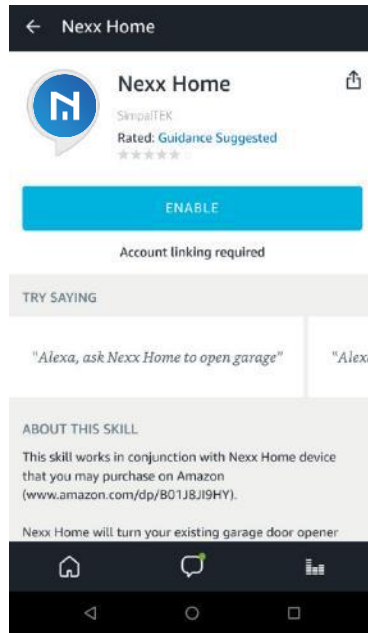 Nexx Home
Nexx Home
SimpalTEK
Rated: Guidance Suggested
ENABLE
Account linking required
TRY SAYING
"Alexa, ask Nexx Home to open garage"
"Alex
ABOUT THIS SKILL
This skill works in conjunction with Nexx Home device
that you may purchase on Amazon
(www.amazon.com/dp/B01J8JI9HY).
Nexx Home will turn your existing garage door opener